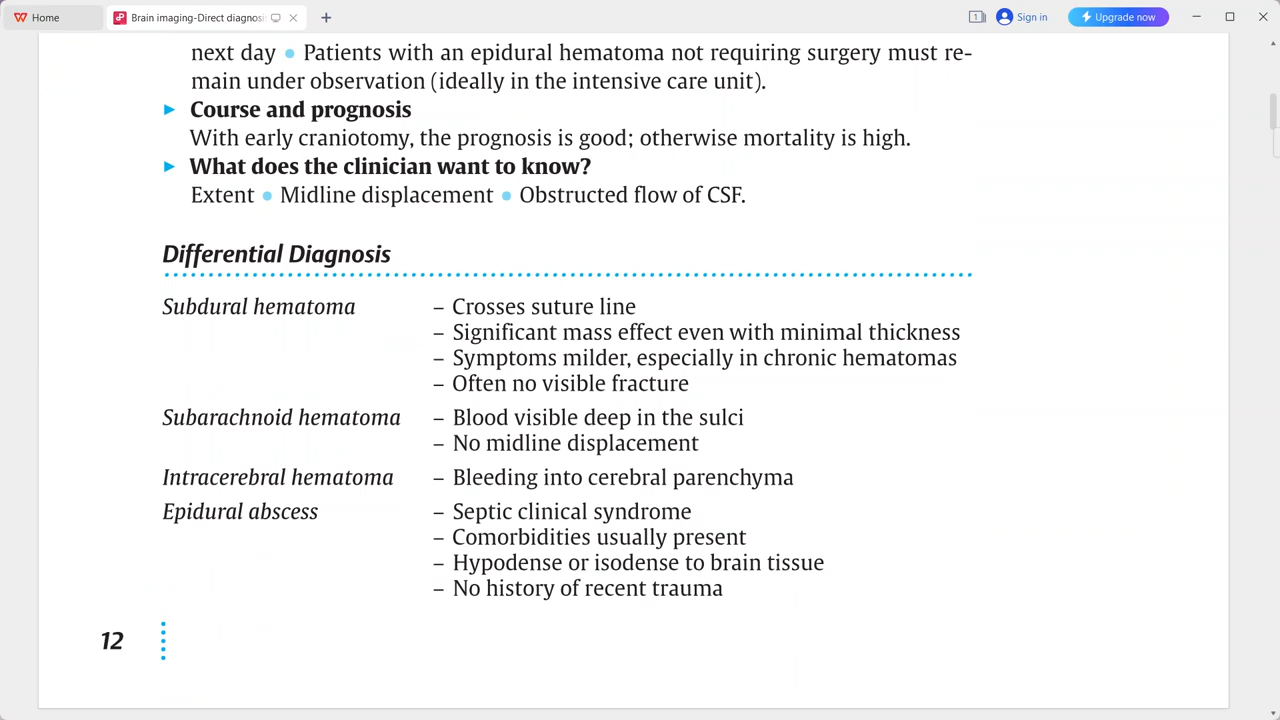 Home
Brain imaging-Direct diagnosi
1
Sign in
Upgrade now
next day • Patients with an epidural hematoma not requiring surgery must re-
main under observation (ideally in the intensive care unit).
► Course and prognosis
With early craniotomy, the prognosis is good; otherwise mortality is high.
► What does the clinician want to know?
Extent • Midline displacement • Obstructed flow of CSF.
Differential Diagnosis
Subdural hematoma – Crosses suture line
– Significant mass effect even with minimal thickness
– Symptoms milder, especially in chronic hematomas
– Often no visible fracture
Subarachnoid hematoma – Blood visible deep in the sulci
– No midline displacement
Intracerebral hematoma – Bleeding into cerebral parenchyma
Epidural abscess – Septic clinical syndrome
– Comorbidities usually present
– Hypodense or isodense to brain tissue
– No history of recent trauma
12